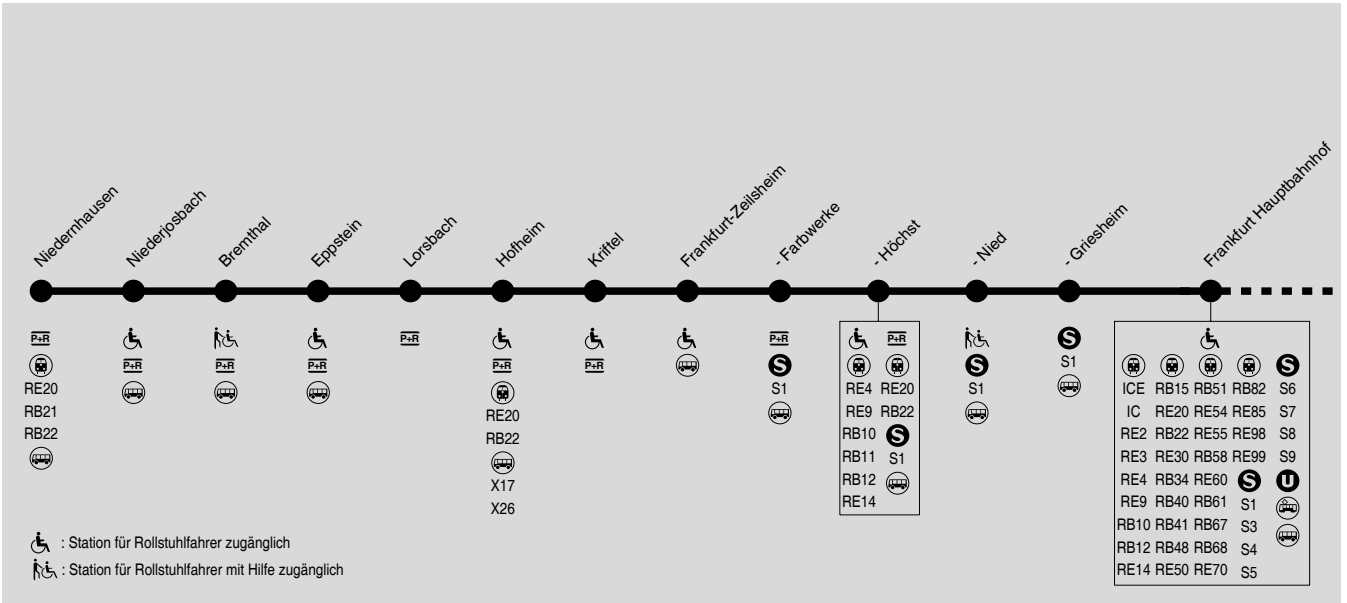 Niedernhausen
Niederjosbach
Bremthal
Eppstein
Lorsbach
Hofheim
Kriftel
Frankfurt-Zeilsheim
- Farbwerke
- Höchst
- Nied
- Griesheim
Frankfurt Hauptbahnhof
P+R
RE20
RB21
RB22
P+R
P+R
P+R
P+R
P+R
RE20
RB22
X17
X26
P+R
P+R
S
S1
P+R
RE4 RE20
RE9 RB22
RB10 S
RB11 S1
RB12
RE14
S
S1
S
S1
S
ICE RB15 RB51 RB82 S6
IC RE20 RE54 RE85 S7
RE2 RB22 RE55 RE98 S8
RE3 RE30 RB58 RE99 S9
RE4 RB34 RE60 S U
RE9 RB40 RB61 S1
RB10 RB41 RB67 S3
RB12 RB48 RB68 S4
RE14 RE50 RE70 S5
: Station für Rollstuhlfahrer zugänglich
: Station für Rollstuhlfahrer mit Hilfe zugänglich